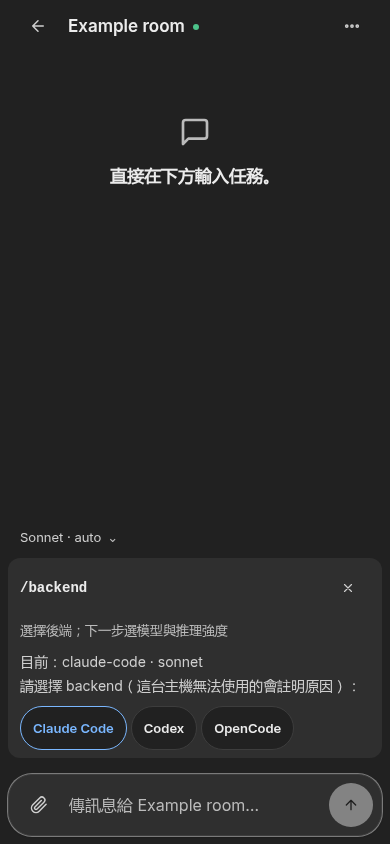 Example room
直接在下方輸入任務。
Sonnet · auto
/backend
選擇後端；下一步選模型與推理強度
目前：claude-code · sonnet
請選擇 backend（這台主機無法使用的會註明原因）：
Claude Code
Codex
OpenCode
傳訊息給 Example room…